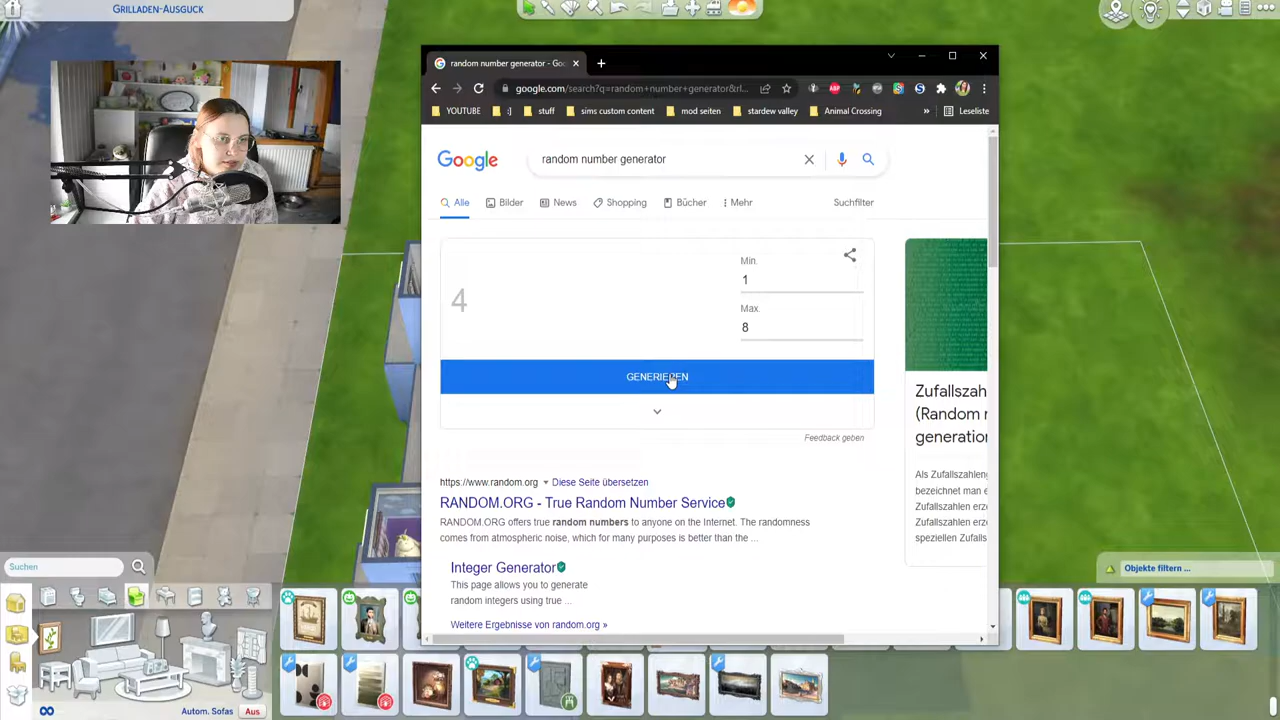 GRILLADEN-AUSGUCK
random number generator - Goo
google.com/search?q=random+number+generator&rl...
YOUTUBE
:]
stuff
sims custom content
mod seiten
stardew valley
Animal Crossing
»
Leseliste
Google
random number generator
Alle
Bilder
News
Shopping
Bücher
Mehr
Suchfilter
4
Min.
1
Max.
8
GENERIEREN
Feedback geben
https://www.random.org
Diese Seite übersetzen
RANDOM.ORG - True Random Number Service
RANDOM.ORG offers true random numbers to anyone on the Internet. The randomness
comes from atmospheric noise, which for many purposes is better than the ...
Integer Generator
This page allows you to generate
random integers using true ...
Weitere Ergebnisse von random.org »
Zufallszah
(Random n
generation
Als Zufallszahlen
bezeichnet man e
Zufallszahlen erze
Zufallszahlen erze
speziellen Zufalls
Suchen
Objekte filtern ...
Autom. Sofas
Aus